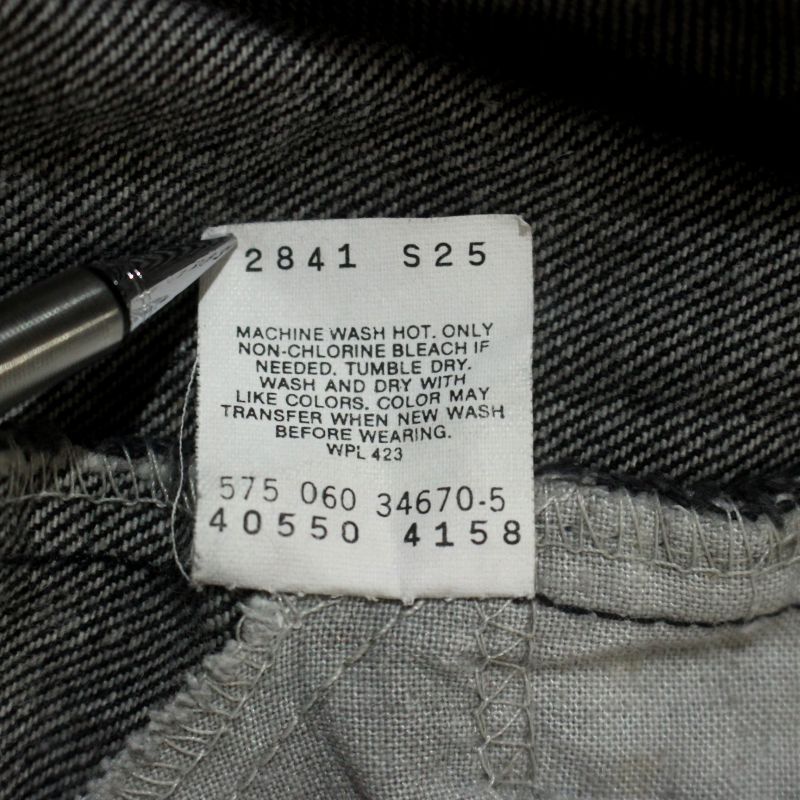 2841 S25
MACHINE WASH HOT. ONLY
NON-CHLORINE BLEACH IF
NEEDED. TUMBLE DRY.
WASH AND DRY WITH
LIKE COLORS. COLOR MAY
TRANSFER WHEN NEW WASH
BEFORE WEARING.
WPL 423
575 060 34670-5
40550 4158